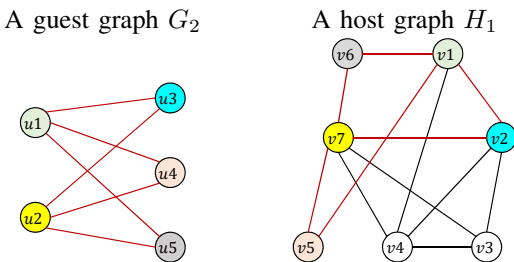 A guest graph G₂
A host graph H₁
u1
u2
u3
u4
u5
v6
v1
v7
v2
v5
v4
v3